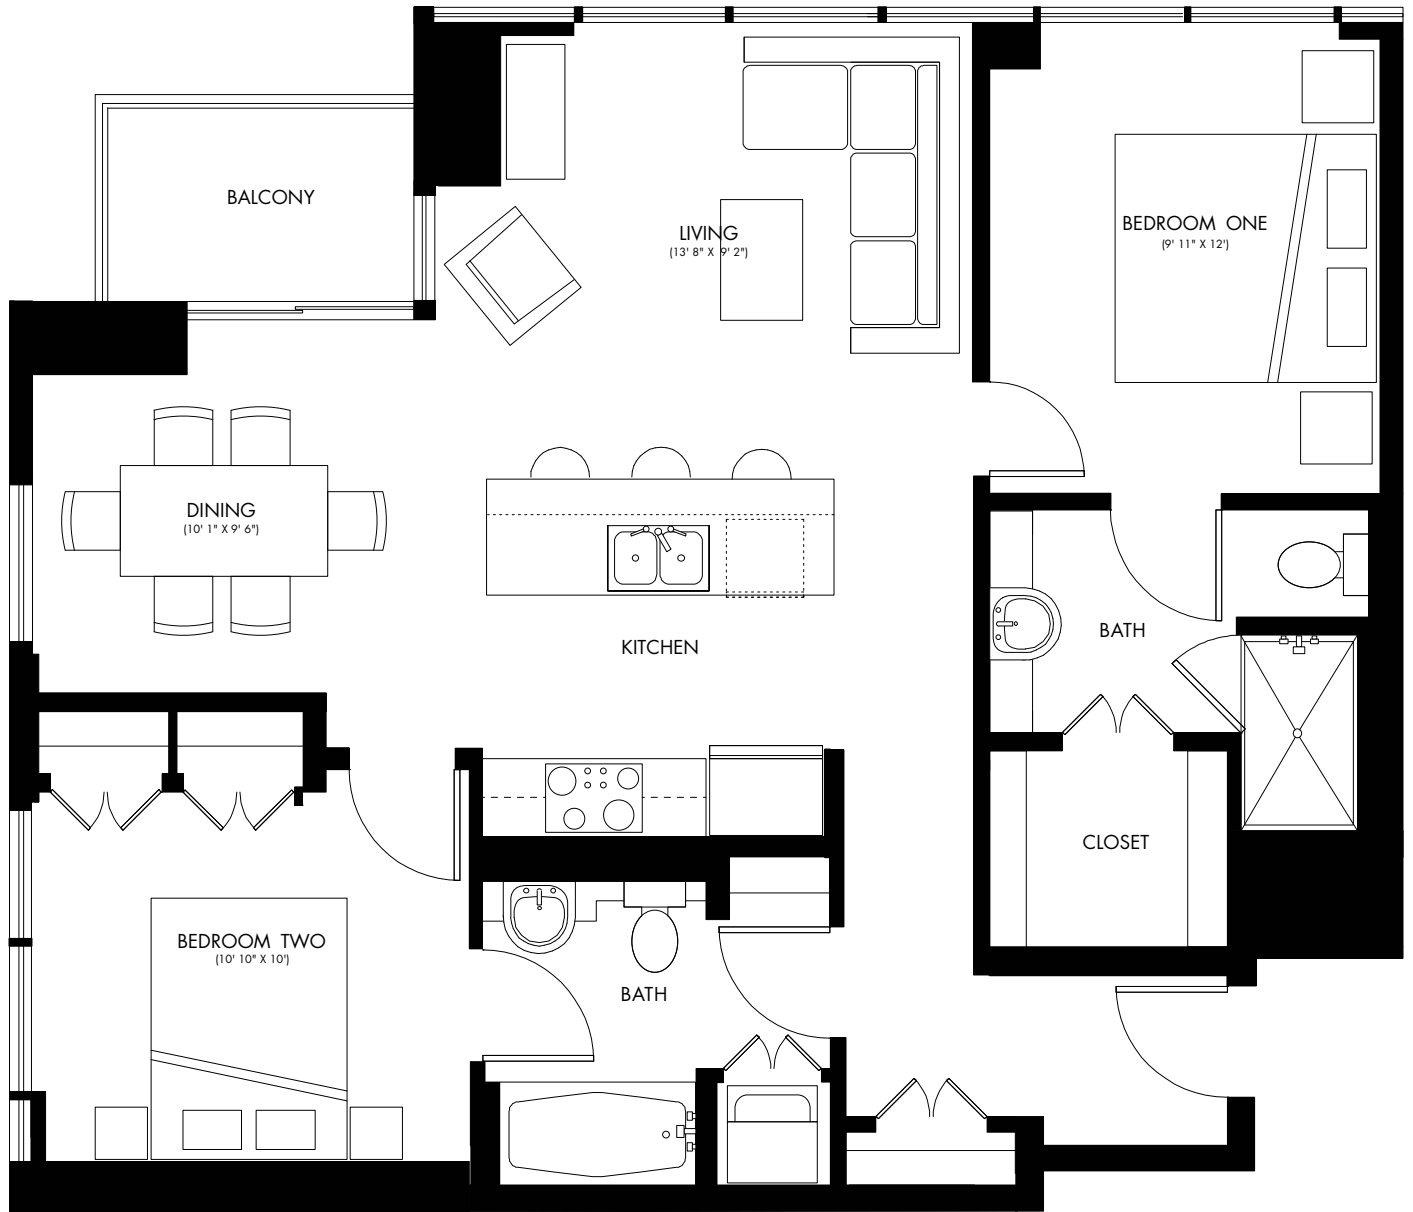 BALCONY
LIVING
(13' 8" X 9' 2")
BEDROOM ONE
(9' 11" X 12')
DINING
(10' 1" X 9' 6")
KITCHEN
BATH
CLOSET
BEDROOM TWO
(10' 10" X 10')
BATH